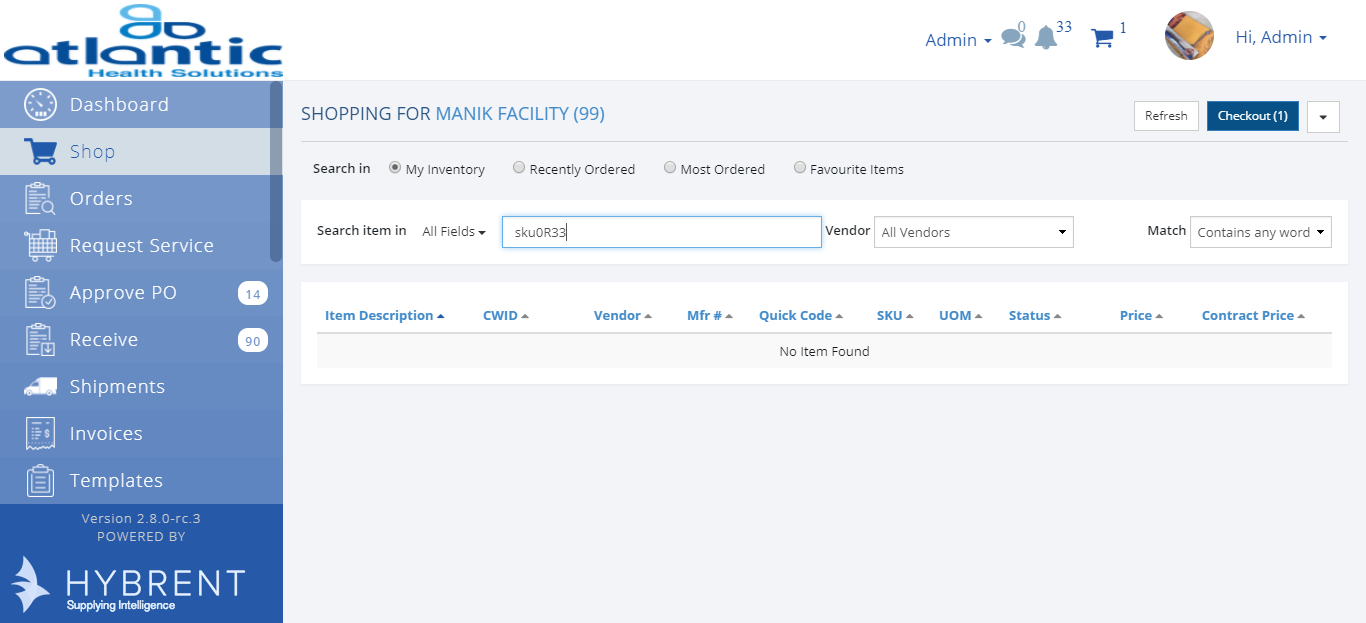 atlantic
Health Solutions
Admin 0 33 1 Hi, Admin
Dashboard
Shop
Orders
Request Service
Approve PO 14
Receive 90
Shipments
Invoices
Templates
Version 2.8.0-rc.3
POWERED BY
HYBRENT
Supplying Intelligence
SHOPPING FOR MANIK FACILITY (99) Refresh Checkout (1)
Search in My Inventory Recently Ordered Most Ordered Favourite Items
Search item in All Fields sku0R33 Vendor All Vendors Match Contains any word
Item Description CWID Vendor Mfr # Quick Code SKU UOM Status Price Contract Price
No Item Found